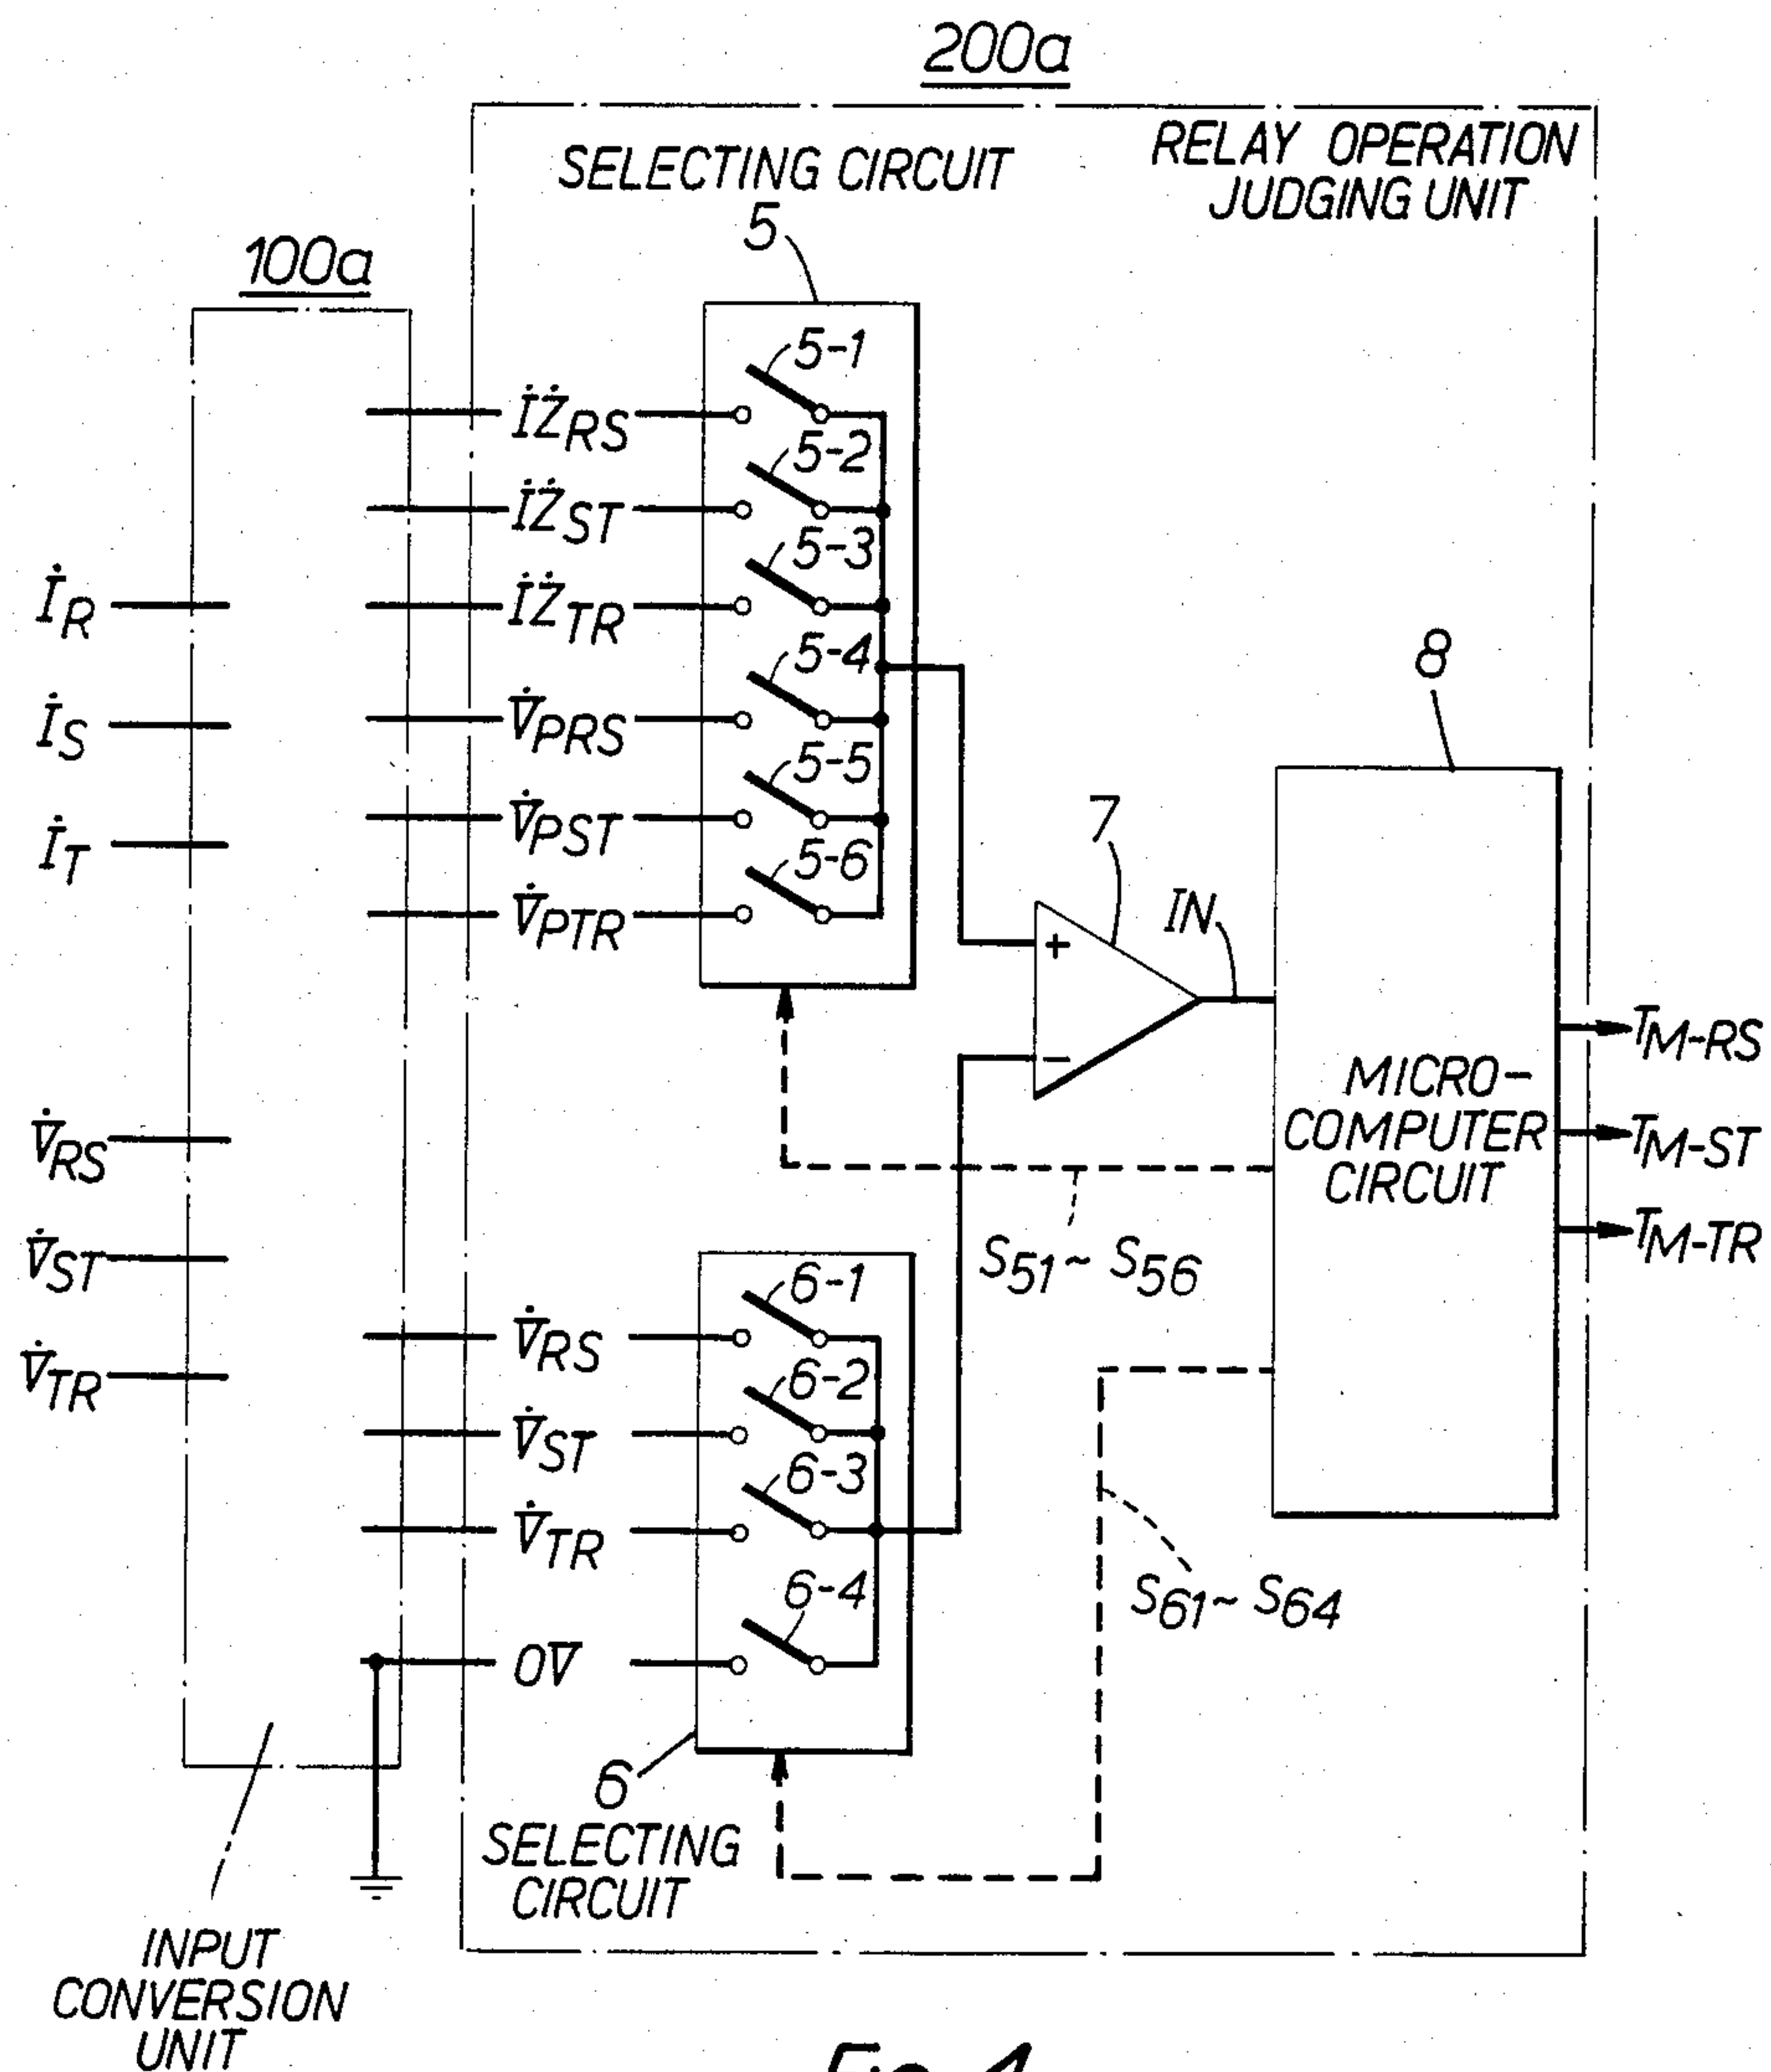 200a
RELAY OPERATION
JUDGING UNIT
SELECTING CIRCUIT
5
100a
5-1
İŻRS
5-2
İŻST
5-3
İŻTR
5-4
V̇PRS
5-5
V̇PST
5-6
V̇PTR
İR
İS
İT
V̇RS
V̇ST
V̇TR
8
7
+
−
IN
MICRO-
COMPUTER
CIRCUIT
TM-RS
TM-ST
TM-TR
S51~ S56
6-1
V̇RS
6-2
V̇ST
6-3
V̇TR
6-4
0V
S61~ S64
6
SELECTING
CIRCUIT
INPUT
CONVERSION
UNIT